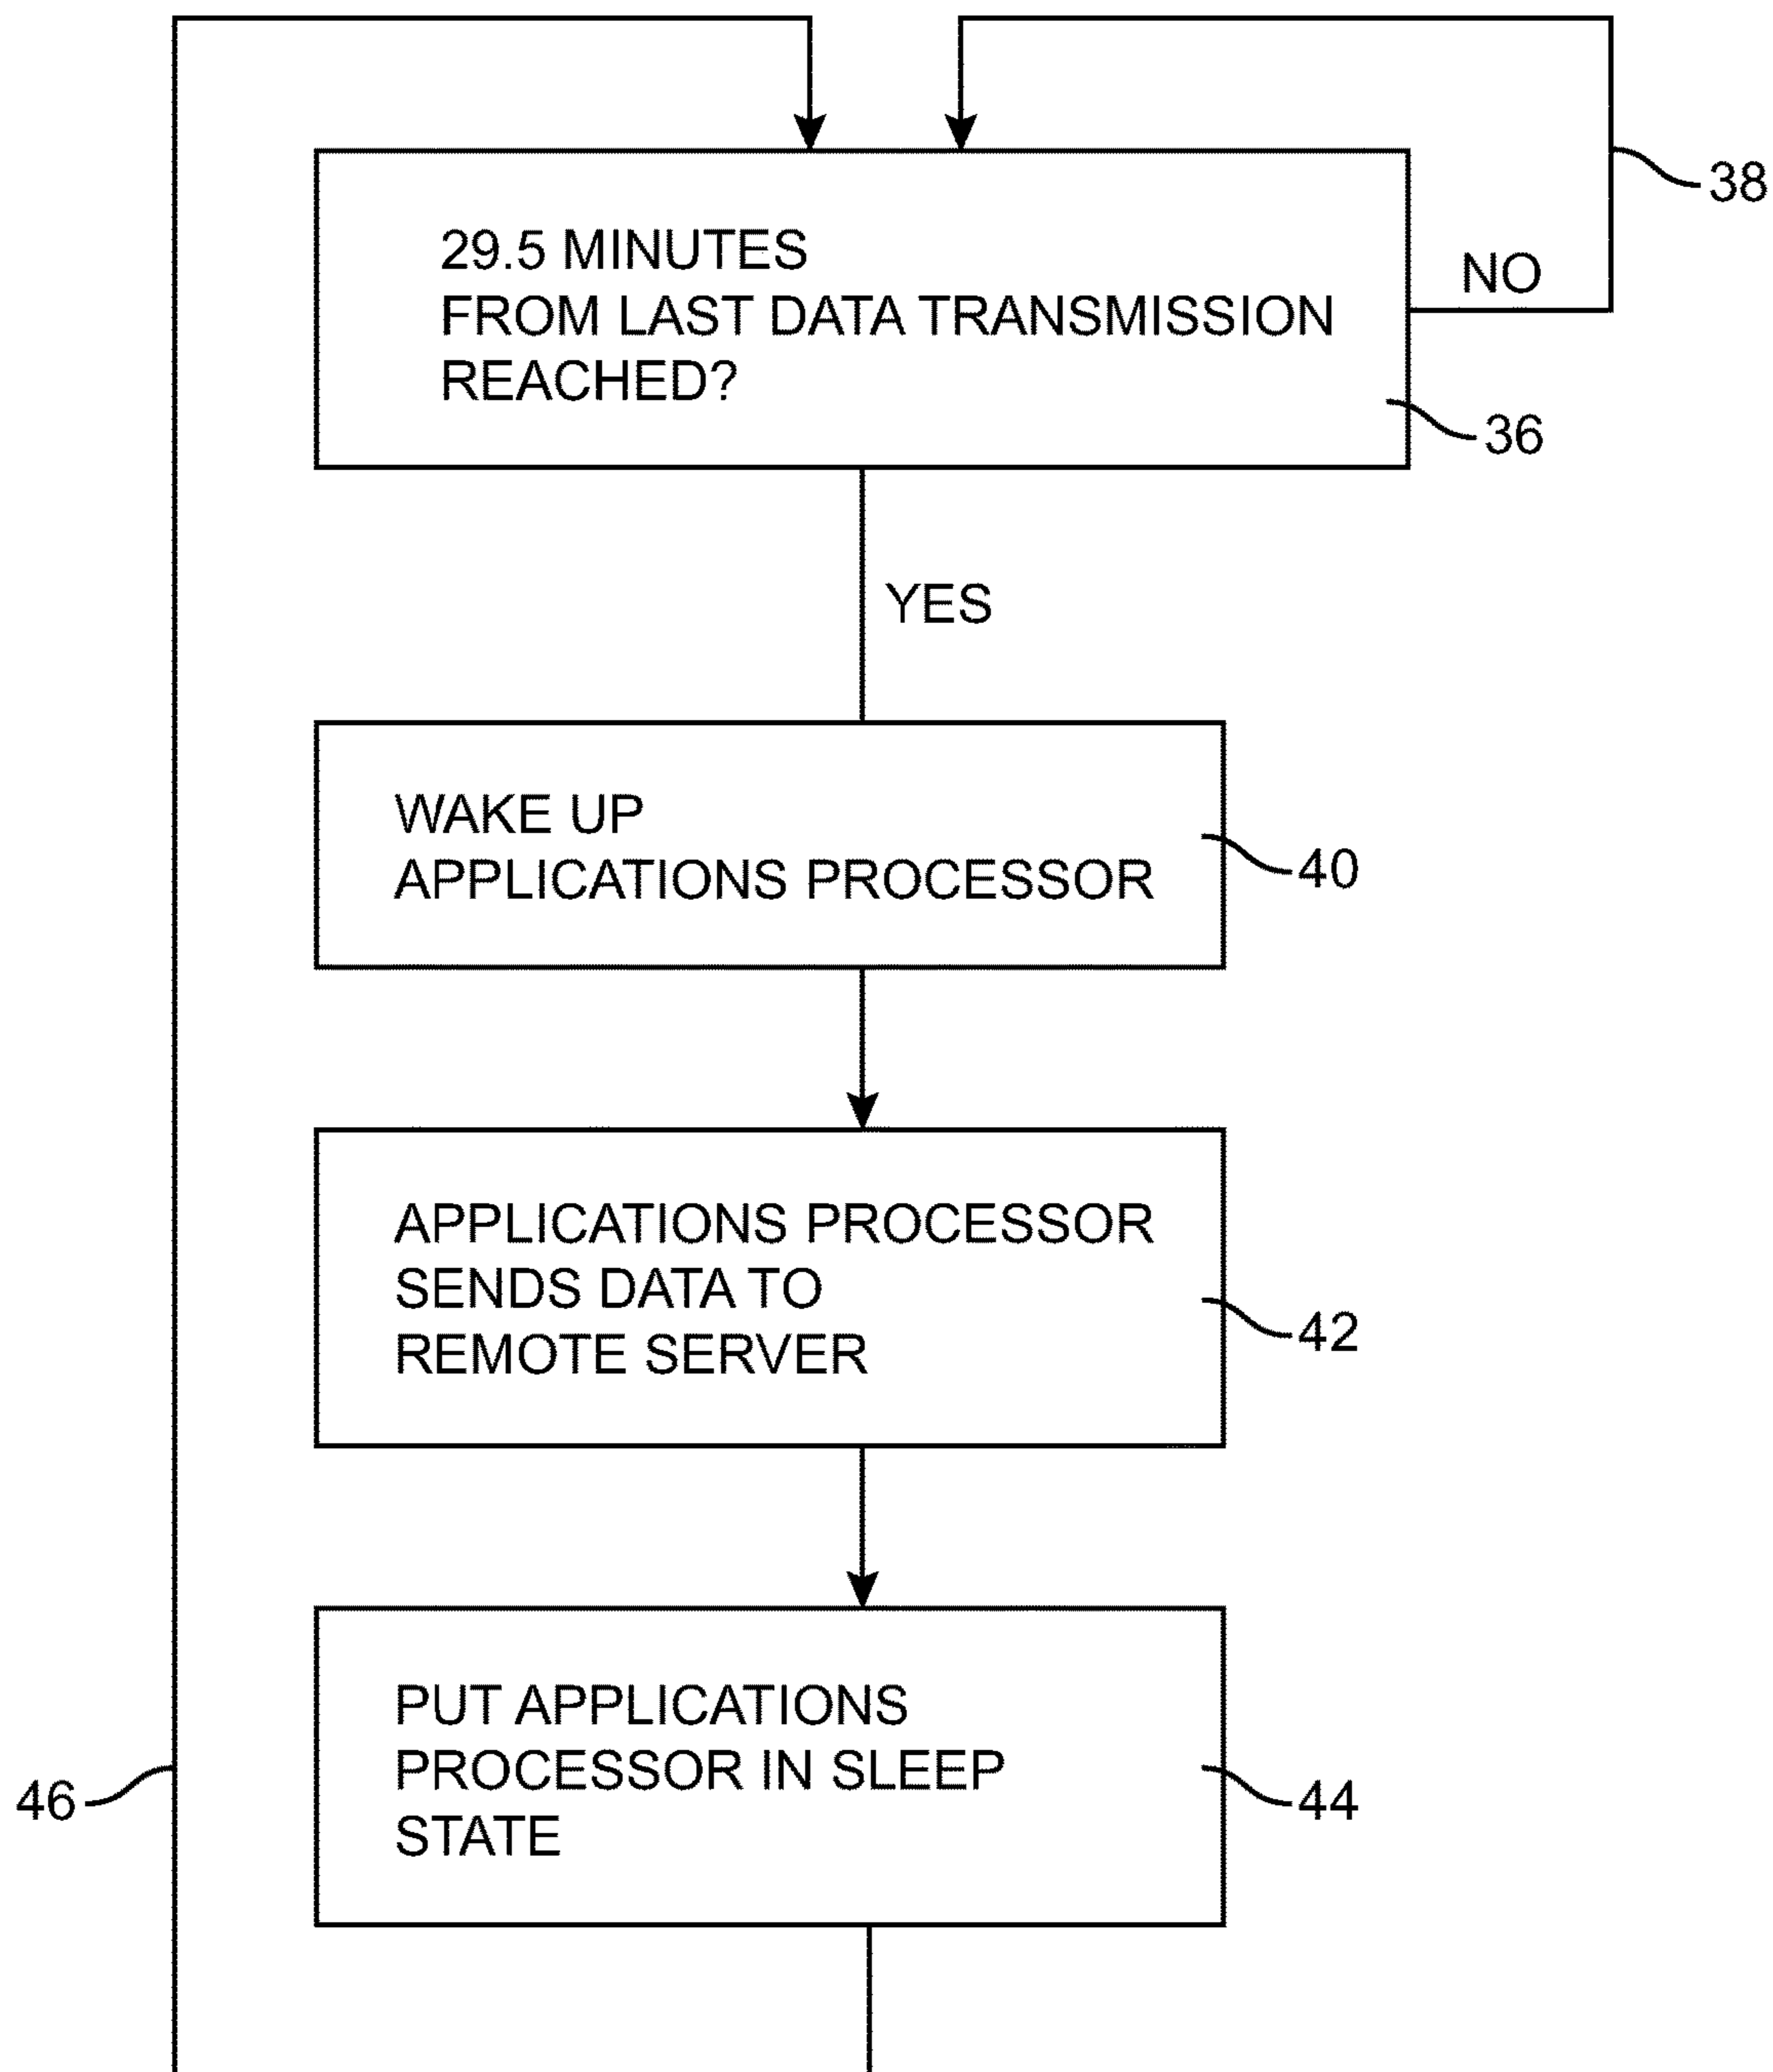 29.5 MINUTES
FROM LAST DATA TRANSMISSION
REACHED?
NO
38
36
YES
WAKE UP
APPLICATIONS PROCESSOR
40
APPLICATIONS PROCESSOR
SENDS DATA TO
REMOTE SERVER
42
PUT APPLICATIONS
PROCESSOR IN SLEEP
STATE
44
46